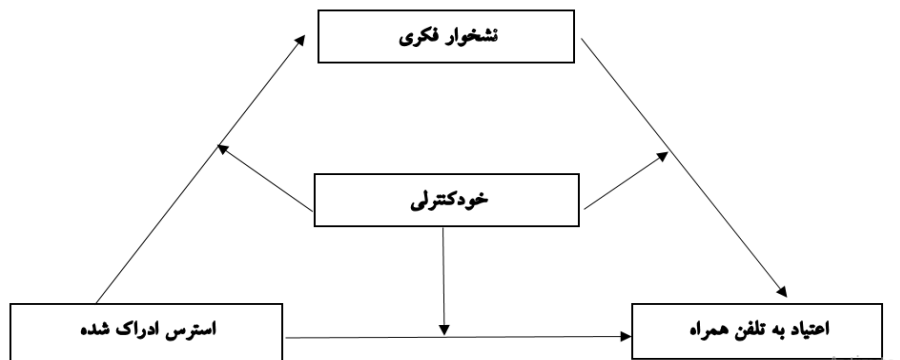 نشخوار فکری
خودکنترلی
استرس ادراک شده
اعتیاد به تلفن همراه